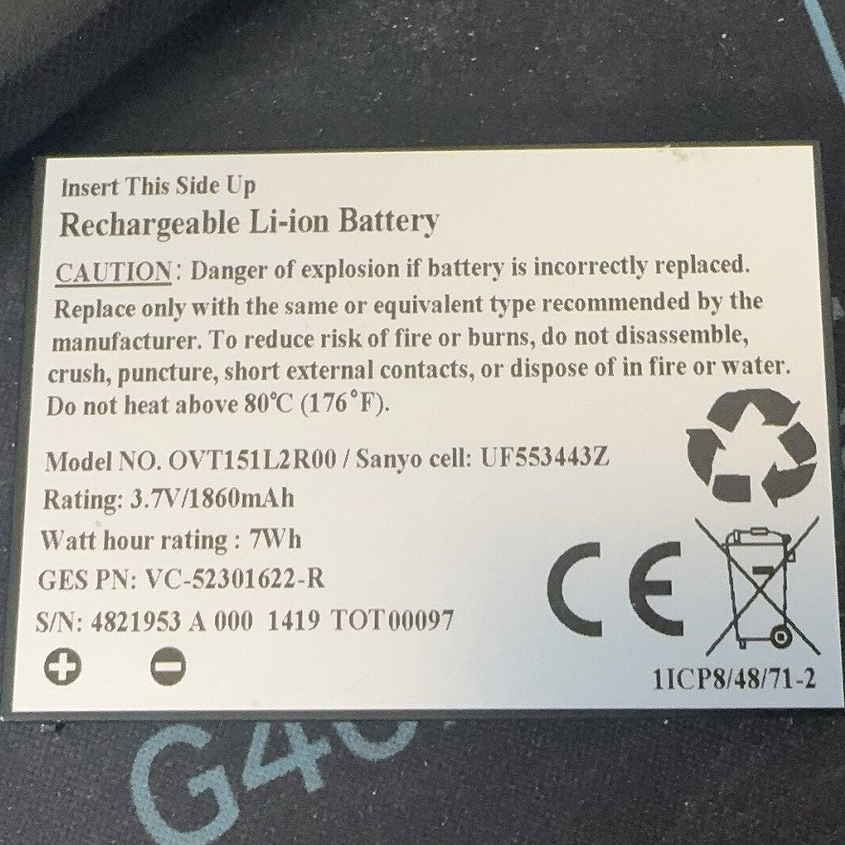 Insert This Side Up
Rechargeable Li-ion Battery
CAUTION: Danger of explosion if battery is incorrectly replaced.
Replace only with the same or equivalent type recommended by the
manufacturer. To reduce risk of fire or burns, do not disassemble,
crush, puncture, short external contacts, or dispose of in fire or water.
Do not heat above 80°C (176°F).
Model NO. OVT151L2R00 / Sanyo cell: UF553443Z
Rating: 3.7V/1860mAh
Watt hour rating : 7Wh
GES PN: VC-52301622-R
S/N: 4821953 A 000 1419 TOT00097
CE
1ICP8/48/71-2